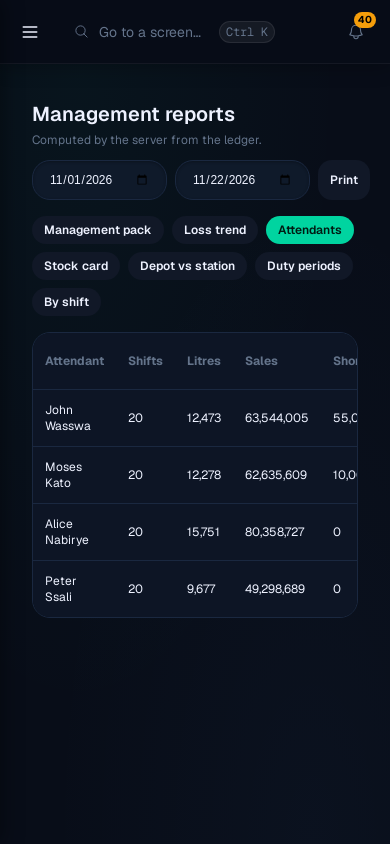 Go to a screen... Ctrl K 40
Management reports
Computed by the server from the ledger.
11/01/2026 11/22/2026 Print
Management pack Loss trend Attendants
Stock card Depot vs station Duty periods
By shift
Attendant Shifts Litres Sales
John Wasswa 20 12,473 63,544,005
Moses Kato 20 12,278 62,635,609
Alice Nabirye 20 15,751 80,358,727 0
Peter Ssali 20 9,677 49,298,689 0